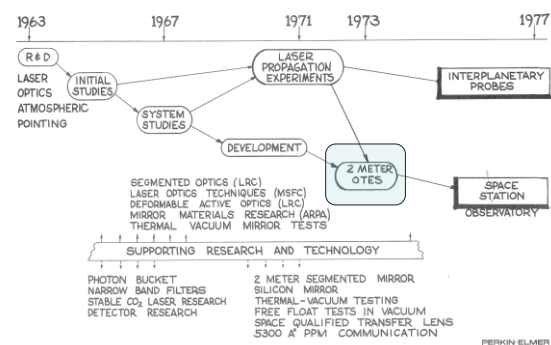 1963 1967 1971 1973 1977
R&D
LASER
OPTICS
ATMOSPHERIC
POINTING
INITIAL
STUDIES
SYSTEM
STUDIES
LASER
PROPAGATION
EXPERIMENTS
DEVELOPMENT
2 METER
OTES
INTERPLANETARY
PROBES
SPACE
STATION
OBSERVATORY
SEGMENTED OPTICS (LRC)
LASER OPTICS TECHNIQUES (MSFC)
DEFORMABLE ACTIVE OPTICS (LRC)
MIRROR MATERIALS RESEARCH (ARPA)
THERMAL VACUUM MIRROR TESTS
SUPPORTING RESEARCH AND TECHNOLOGY
PHOTON BUCKET
NARROW BAND FILTERS
STABLE CO₂ LASER RESEARCH
DETECTOR RESEARCH
2 METER SEGMENTED MIRROR
SILICON MIRROR
THERMAL-VACUUM TESTING
FREE FLOAT TESTS IN VACUUM
SPACE QUALIFIED TRANSFER LENS
5300 A° PPM COMMUNICATION
PERKIN-ELMER